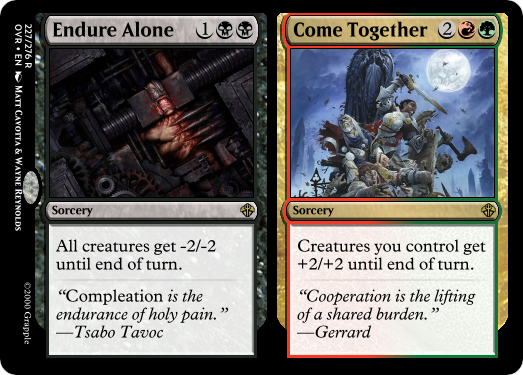 Endure Alone 1
All creatures get -2/-2
until end of turn.
“Compleation is the
endurance of holy pain.”
—Tsabo Tavoc
Sorcery
Come Together 2
Sorcery
Creatures you control get
+2/+2 until end of turn.
“Cooperation is the lifting
of a shared burden.”
—Gerrard
227/276 R
OVR • EN Matt Cavotta & Wayne Reynolds
©2000 Grapple